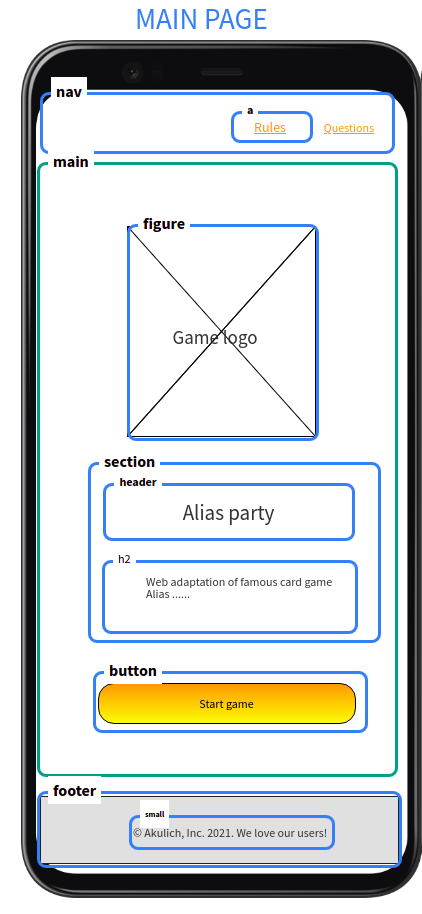 MAIN PAGE
nav
a
Rules
Questions
main
figure
Game logo
section
header
Alias party
h2
Web adaptation of famous card game
Alias ......
button
Start game
footer
small
© Akulich, Inc. 2021. We love our users!